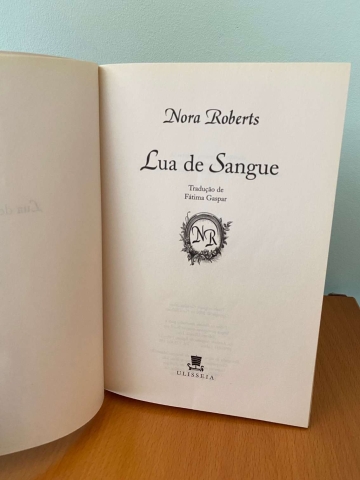 Nora Roberts
Lua de Sangue
Tradução de
Fátima Gaspar
NR
ULISSEIA